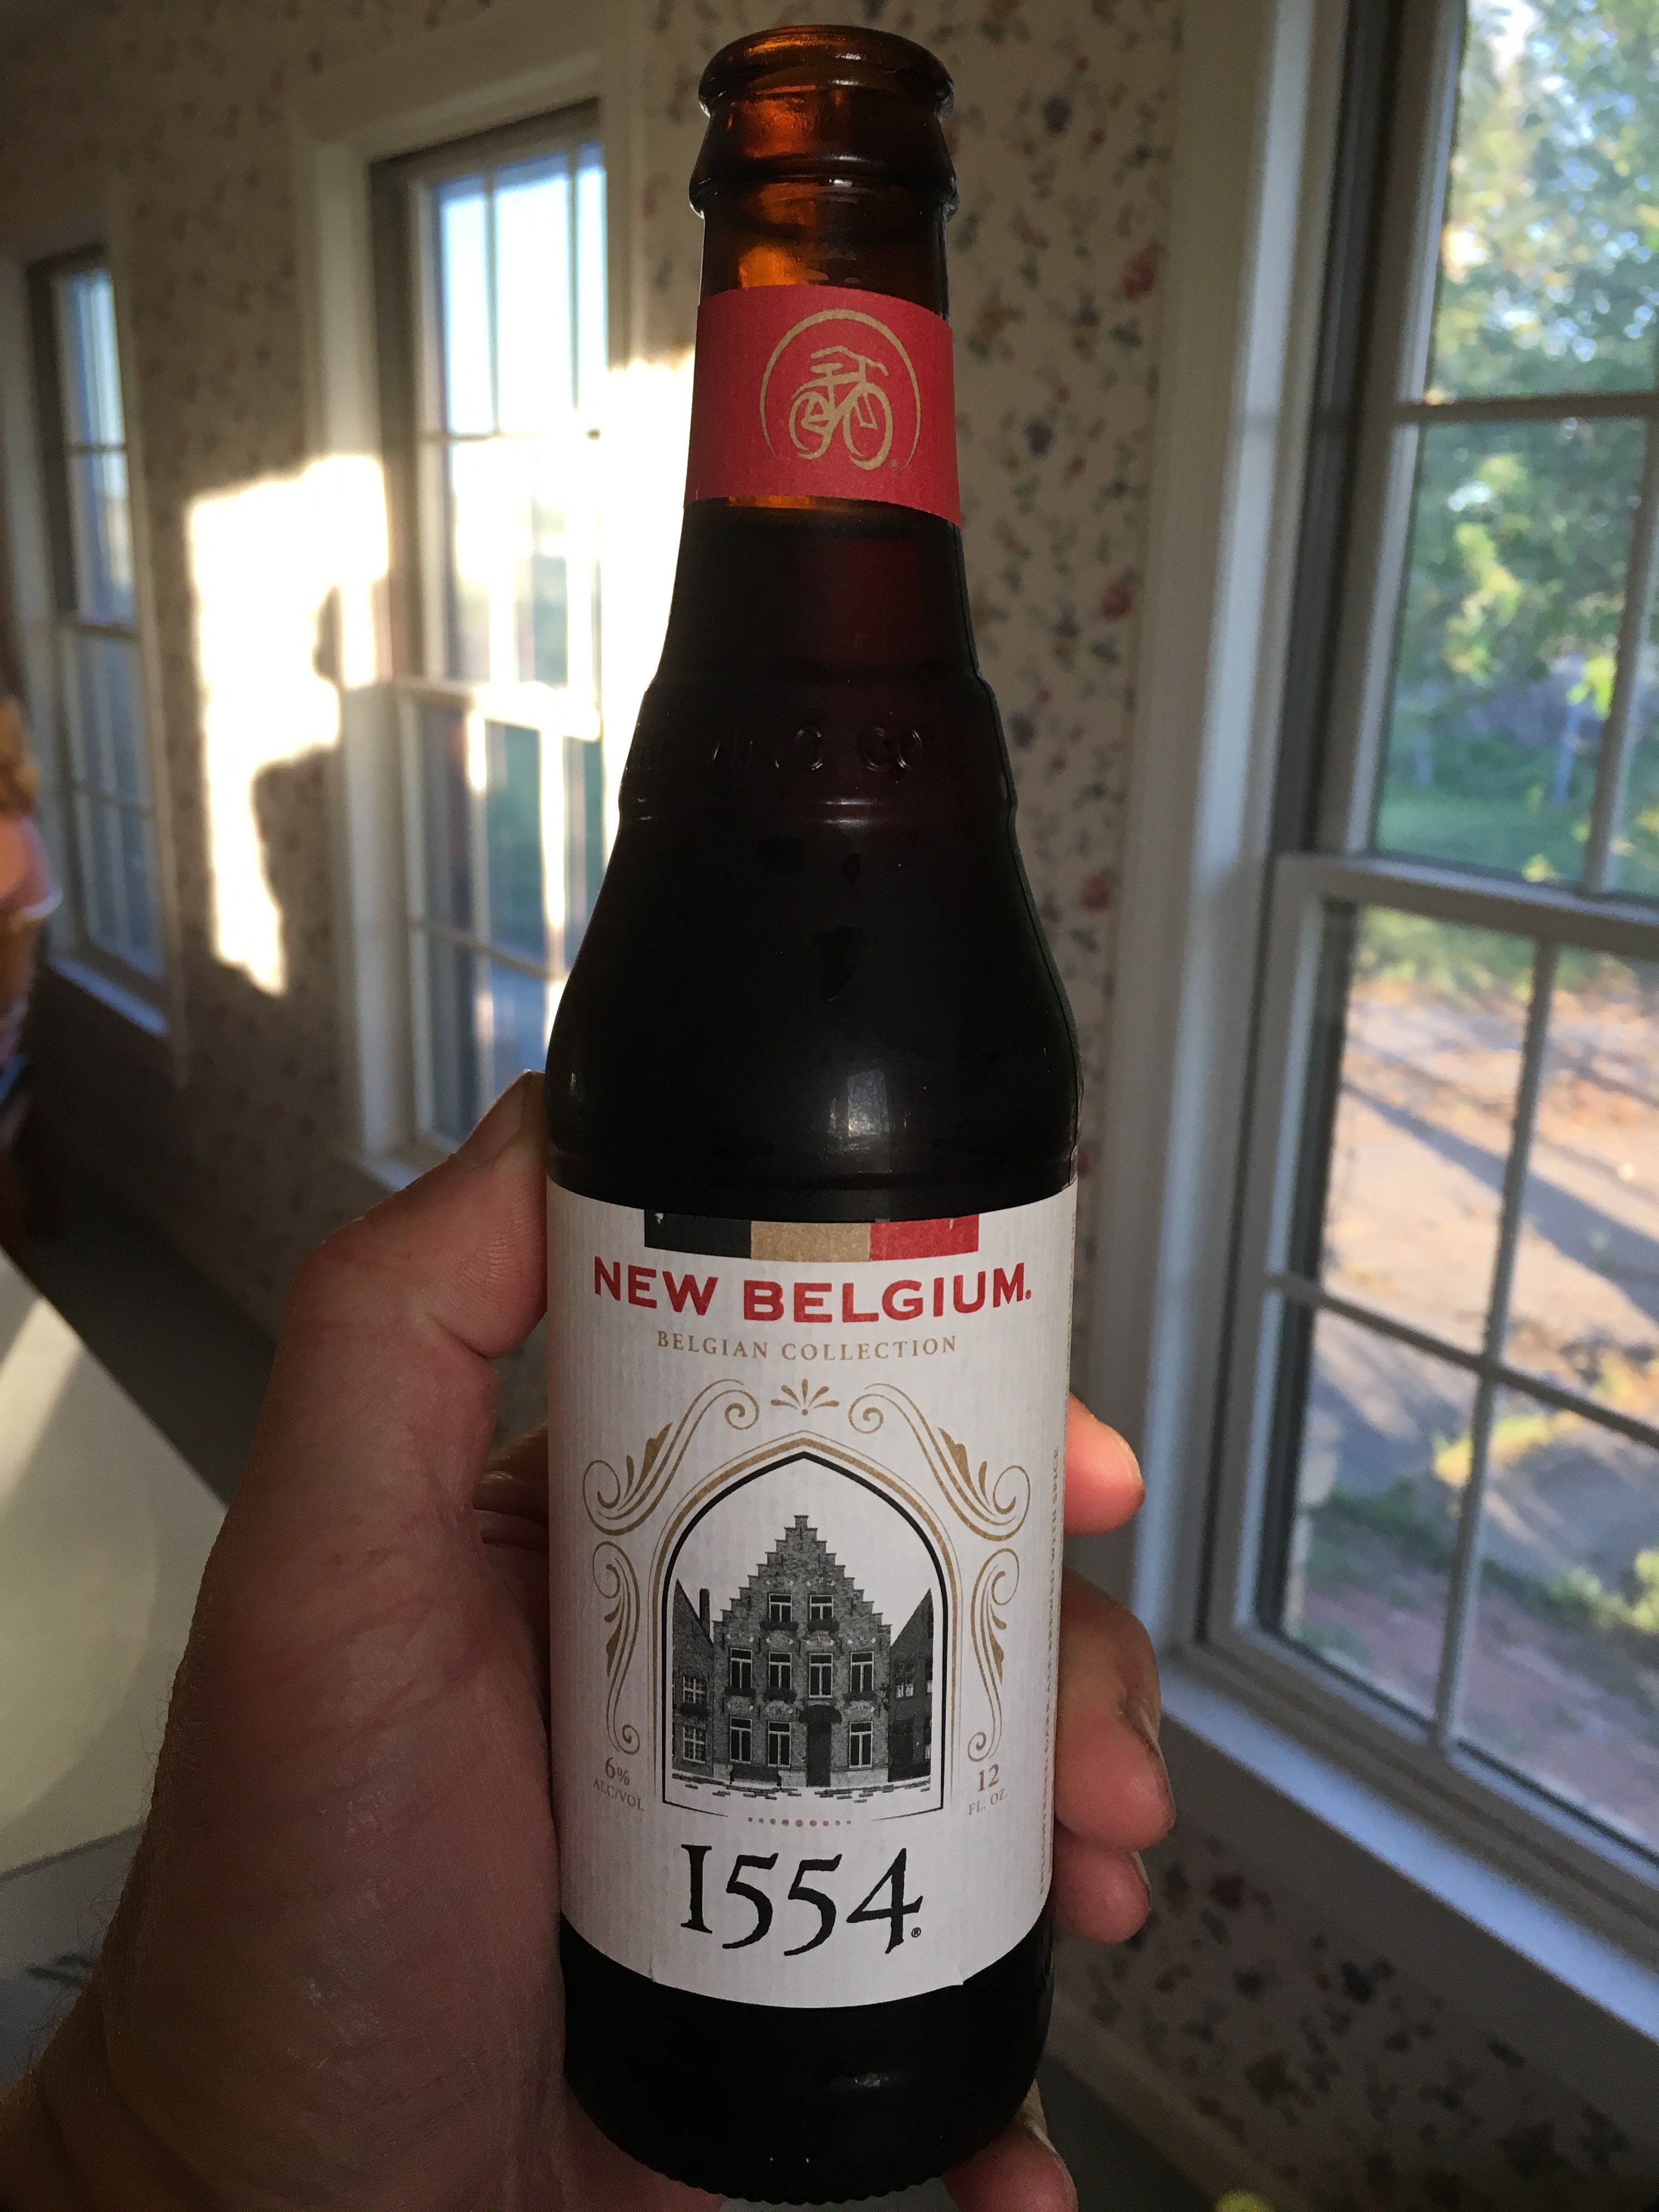 NEW BELGIUM.
BELGIAN COLLECTION
6%
ALC/VOL
12
FL. OZ.
1554®